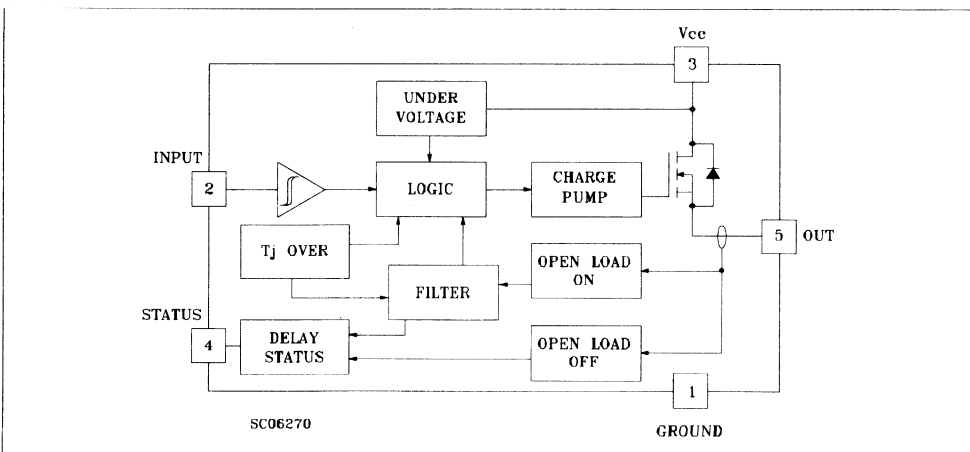 Vcc
3
UNDER
VOLTAGE
INPUT
2
LOGIC
CHARGE
PUMP
5 OUT
Tj OVER
OPEN LOAD
ON
FILTER
STATUS
4
DELAY
STATUS
OPEN LOAD
OFF
1
SC06270
GROUND